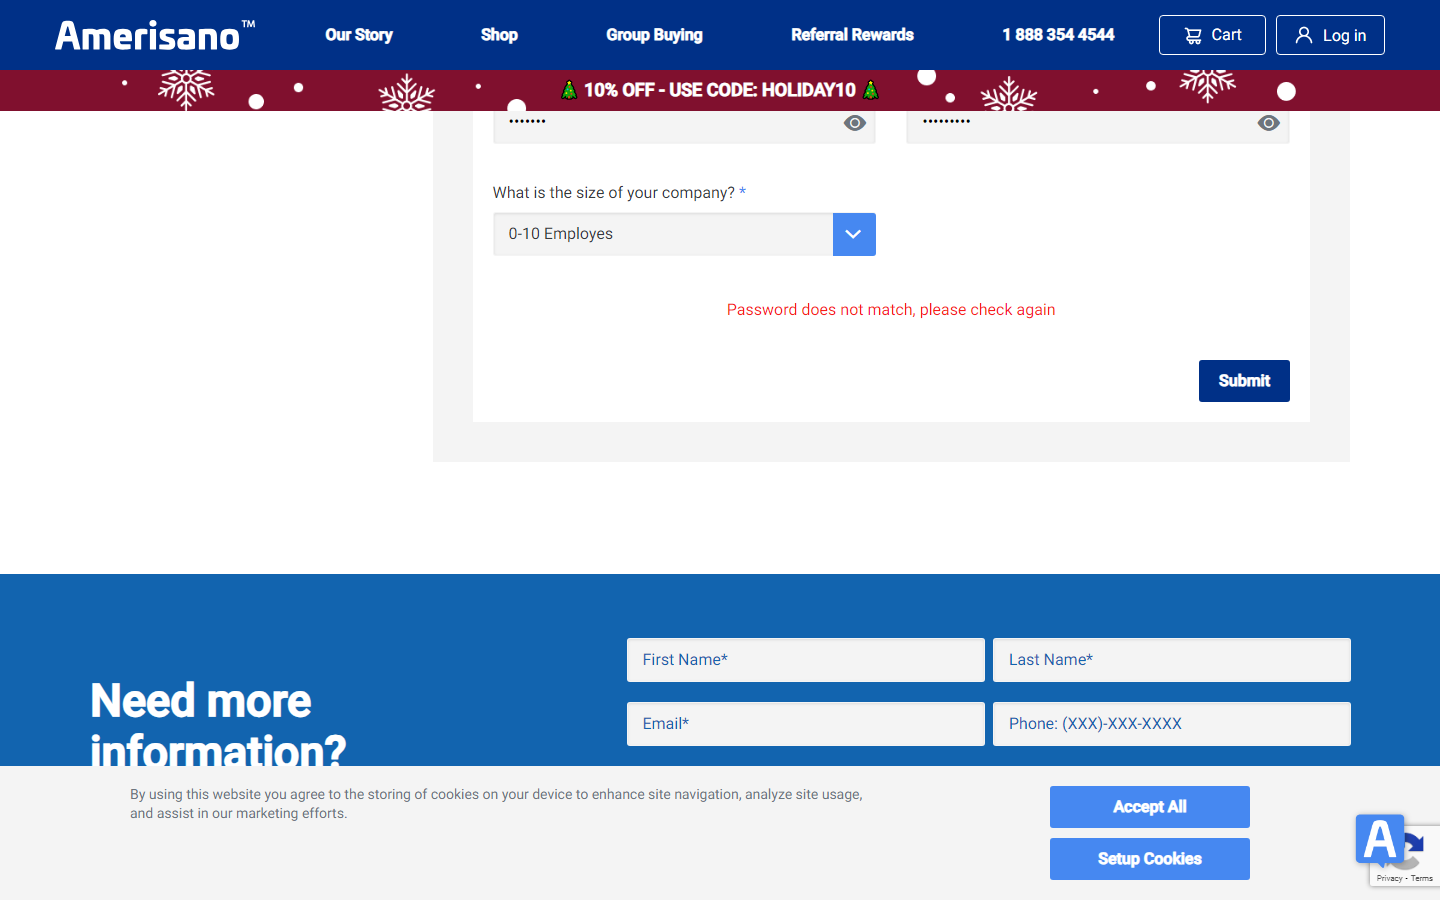 Amerisano™
Our Story
Shop
Group Buying
Referral Rewards
1 888 354 4544
Cart
Log in
10% OFF - USE CODE: HOLIDAY10
What is the size of your company? *
0-10 Employes
Password does not match, please check again
Submit
Need more
information?
First Name*
Last Name*
Email*
Phone: (XXX)-XXX-XXXX
By using this website you agree to the storing of cookies on your device to enhance site navigation, analyze site usage,
and assist in our marketing efforts.
Accept All
Setup Cookies
A
Privacy - Terms